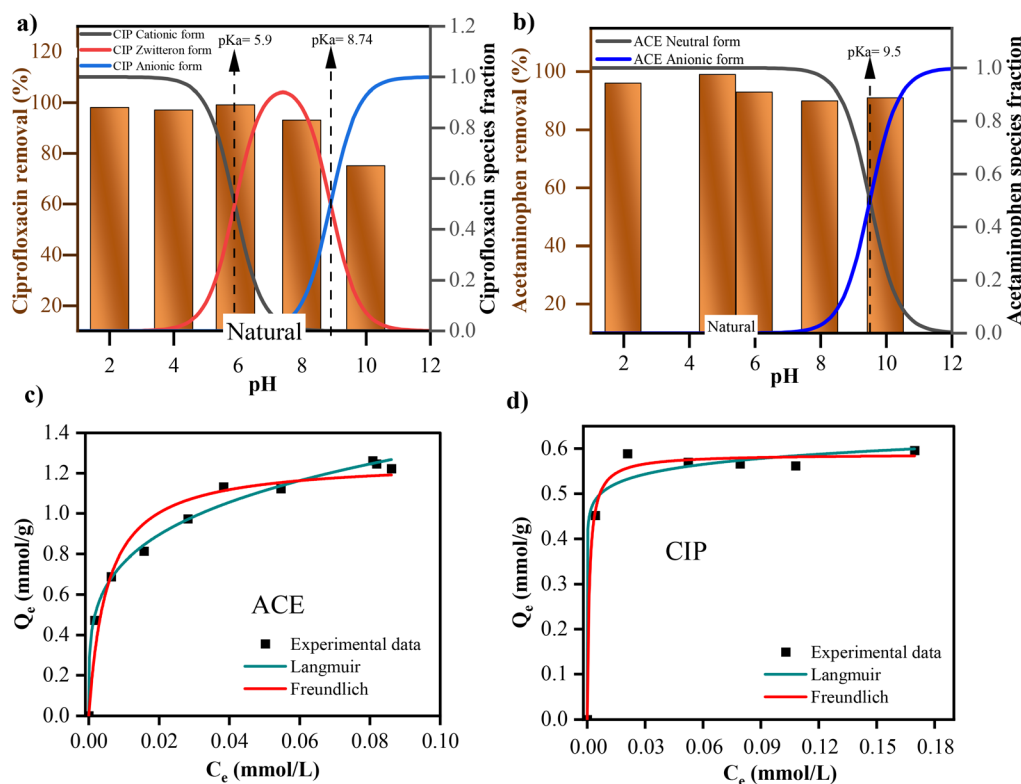 a)
Ciprofloxacin removal (%)
120
100
80
60
40
20
CIP Cationic form
CIP Zwitteron form
CIP Anionic form
pKa= 5.9
pKa= 8.74
Natural
2
4
6
8
10
12
pH
1.2
1.0
0.8
0.6
0.4
0.2
0.0
Ciprofloxacin species fraction
b)
Acetaminophen removal (%)
100
80
60
40
20
ACE Neutral form
ACE Anionic form
pKa= 9.5
Natural
2
4
6
8
10
12
pH
1.0
0.8
0.6
0.4
0.2
0.0
Acetaminophen species fraction
c)
Qe (mmol/g)
1.4
1.2
1.0
0.8
0.6
0.4
0.2
0.0
ACE
Experimental data
Langmuir
Freundlich
0.00
0.02
0.04
0.06
0.08
0.10
Ce (mmol/L)
d)
Qe (mmol/g)
0.6
0.5
0.4
0.3
0.2
0.1
0.0
CIP
Experimental data
Langmuir
Freundlich
0.00
0.03
0.06
0.09
0.12
0.15
0.18
Ce (mmol/L)